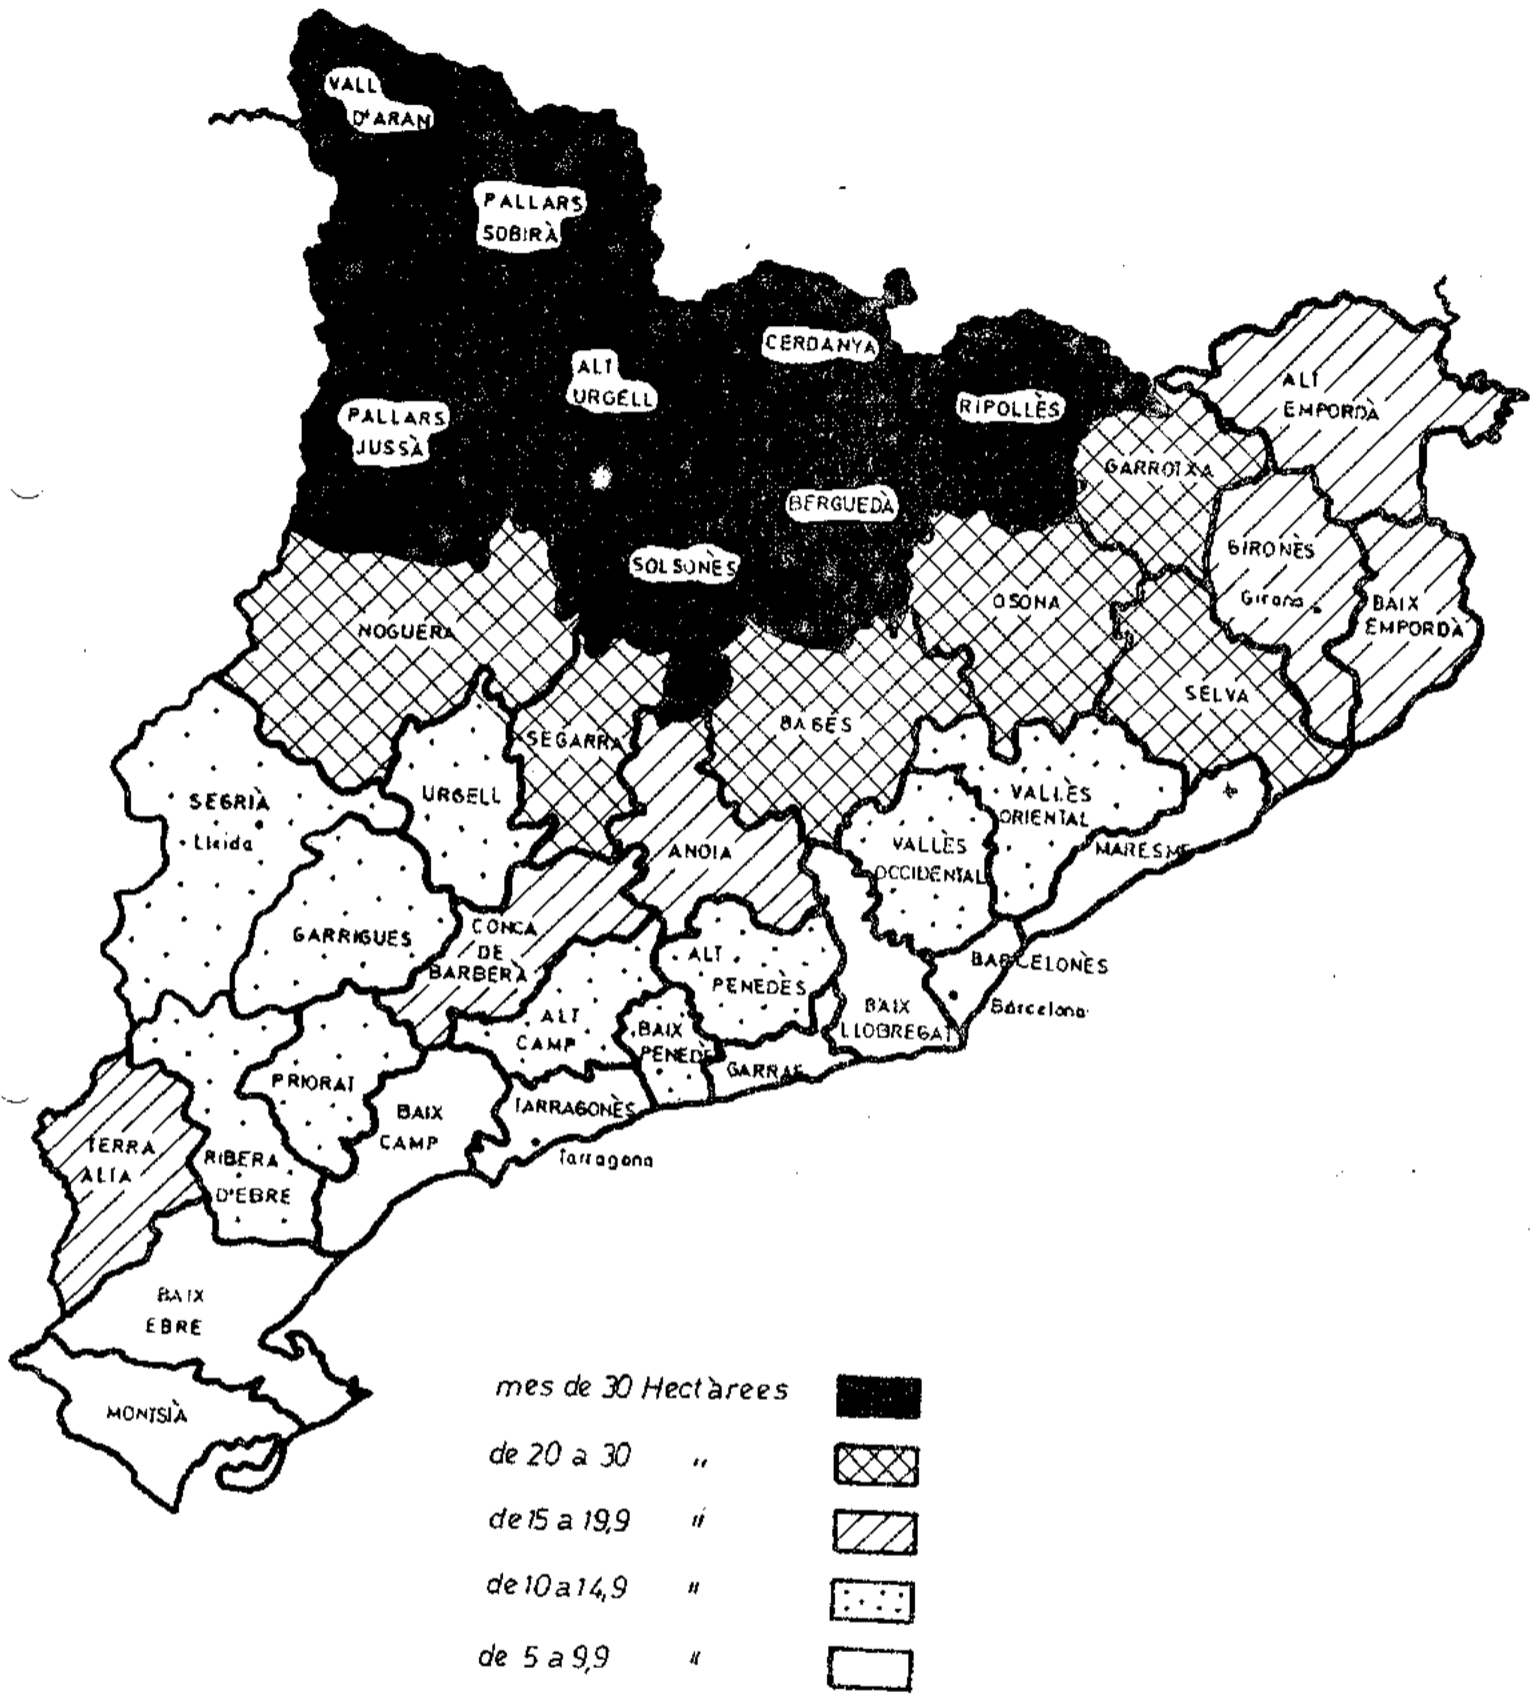 VALL
D'ARAN
PALLARS
SOBIRÀ
CERDANYA
ALT
URGELL
RIPOLLÈS
PALLARS
JUSSÀ
ALT
EMPORDÀ
GARROTXA
BERGUEDÀ
SOLSONÈS
GIRONÈS
Girona
OSONA
BAIX
EMPORDÀ
NOGUERA
SELVA
BAGES
SEGARRA
URGELL
SEGRIÀ
Lleida
VALLÈS
ORIENTAL
MARESME
VALLÈS
OCCIDENTAL
ANOIA
GARRIGUES
CONCA
DE
BARBERÀ
ALT
PENEDÈS
BARCELONÈS
Barcelona
BAIX
LLOBREGAT
ALT
CAMP
BAIX
PENEDÈ
GARRAF
PRIORAT
BAIX
CAMP
TARRAGONÈS
Tarragona
TERRA
ALTA
RIBERA
D'EBRE
BAIX
EBRE
MONTSIÀ
mes de 30 Hectàrees
de 20 a 30 "
de 15 a 19,9 "
de 10 a 14,9 "
de 5 a 9,9 "